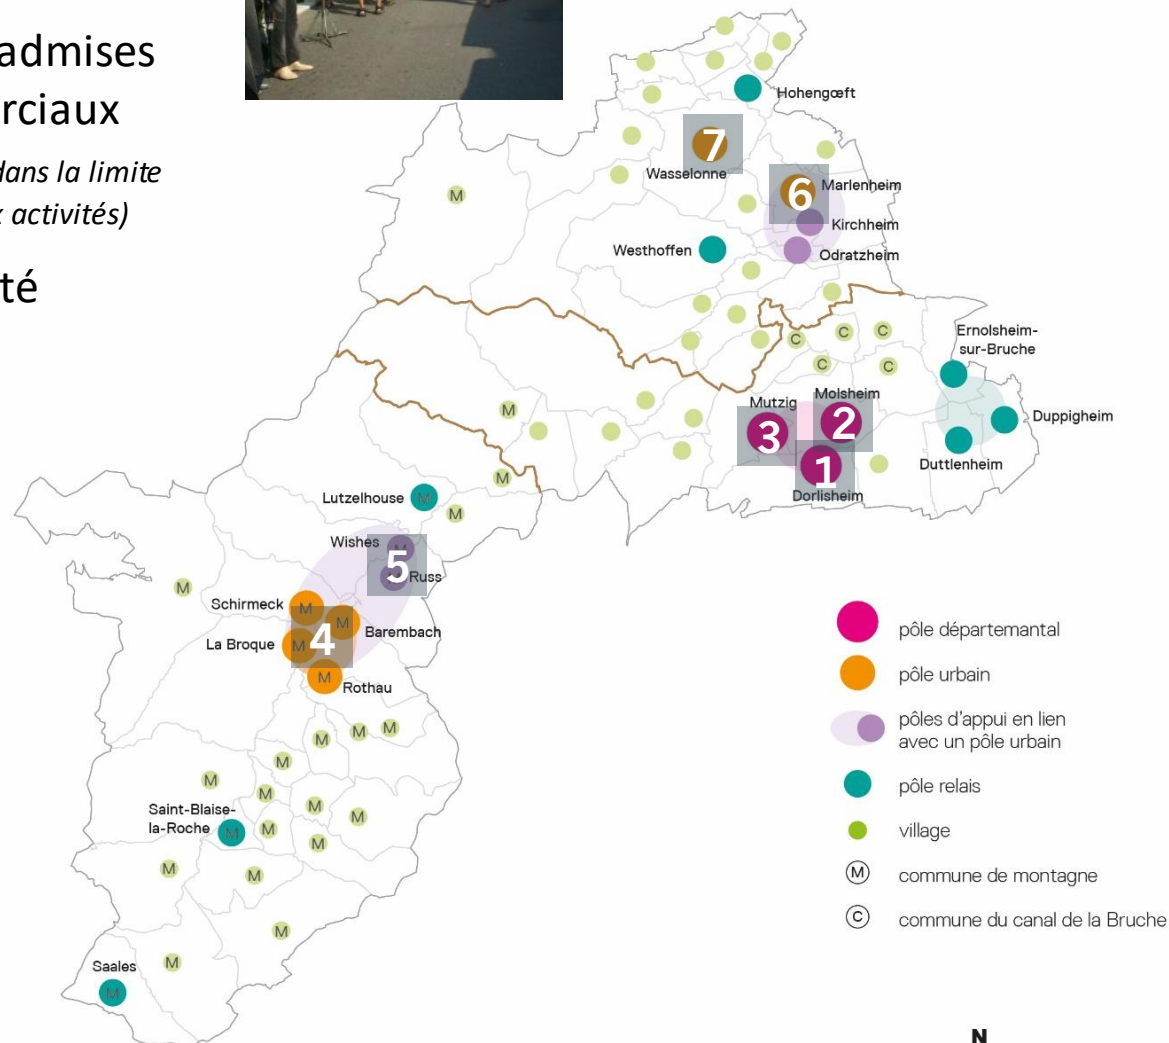 admises
rciaux
dans la limite
x activités)
té
Hohengœft
7
Wasselonne
6
Marlenheim
Kirchheim
Westhoffen
Odratzheim
C
C
C
C
C
Ernolsheim-
sur-Bruche
Mutzig
Molsheim
3
2
1
Dorlisheim
Duppigheim
Duttlenheim
M
M
M
Lutzelhouse
M
M
Wishes
M
5
Russ
M
Schirmeck
M
M
La Broque
M
4
Barembach
M
Rothau
M
M
M
M
M
M
M
M
M
M
Saint-Blaise-
la-Roche
M
M
M
M
Saales
M
M
pôle départemantal
pôle urbain
pôles d'appui en lien
avec un pôle urbain
pôle relais
village
M
commune de montagne
C
commune du canal de la Bruche
N